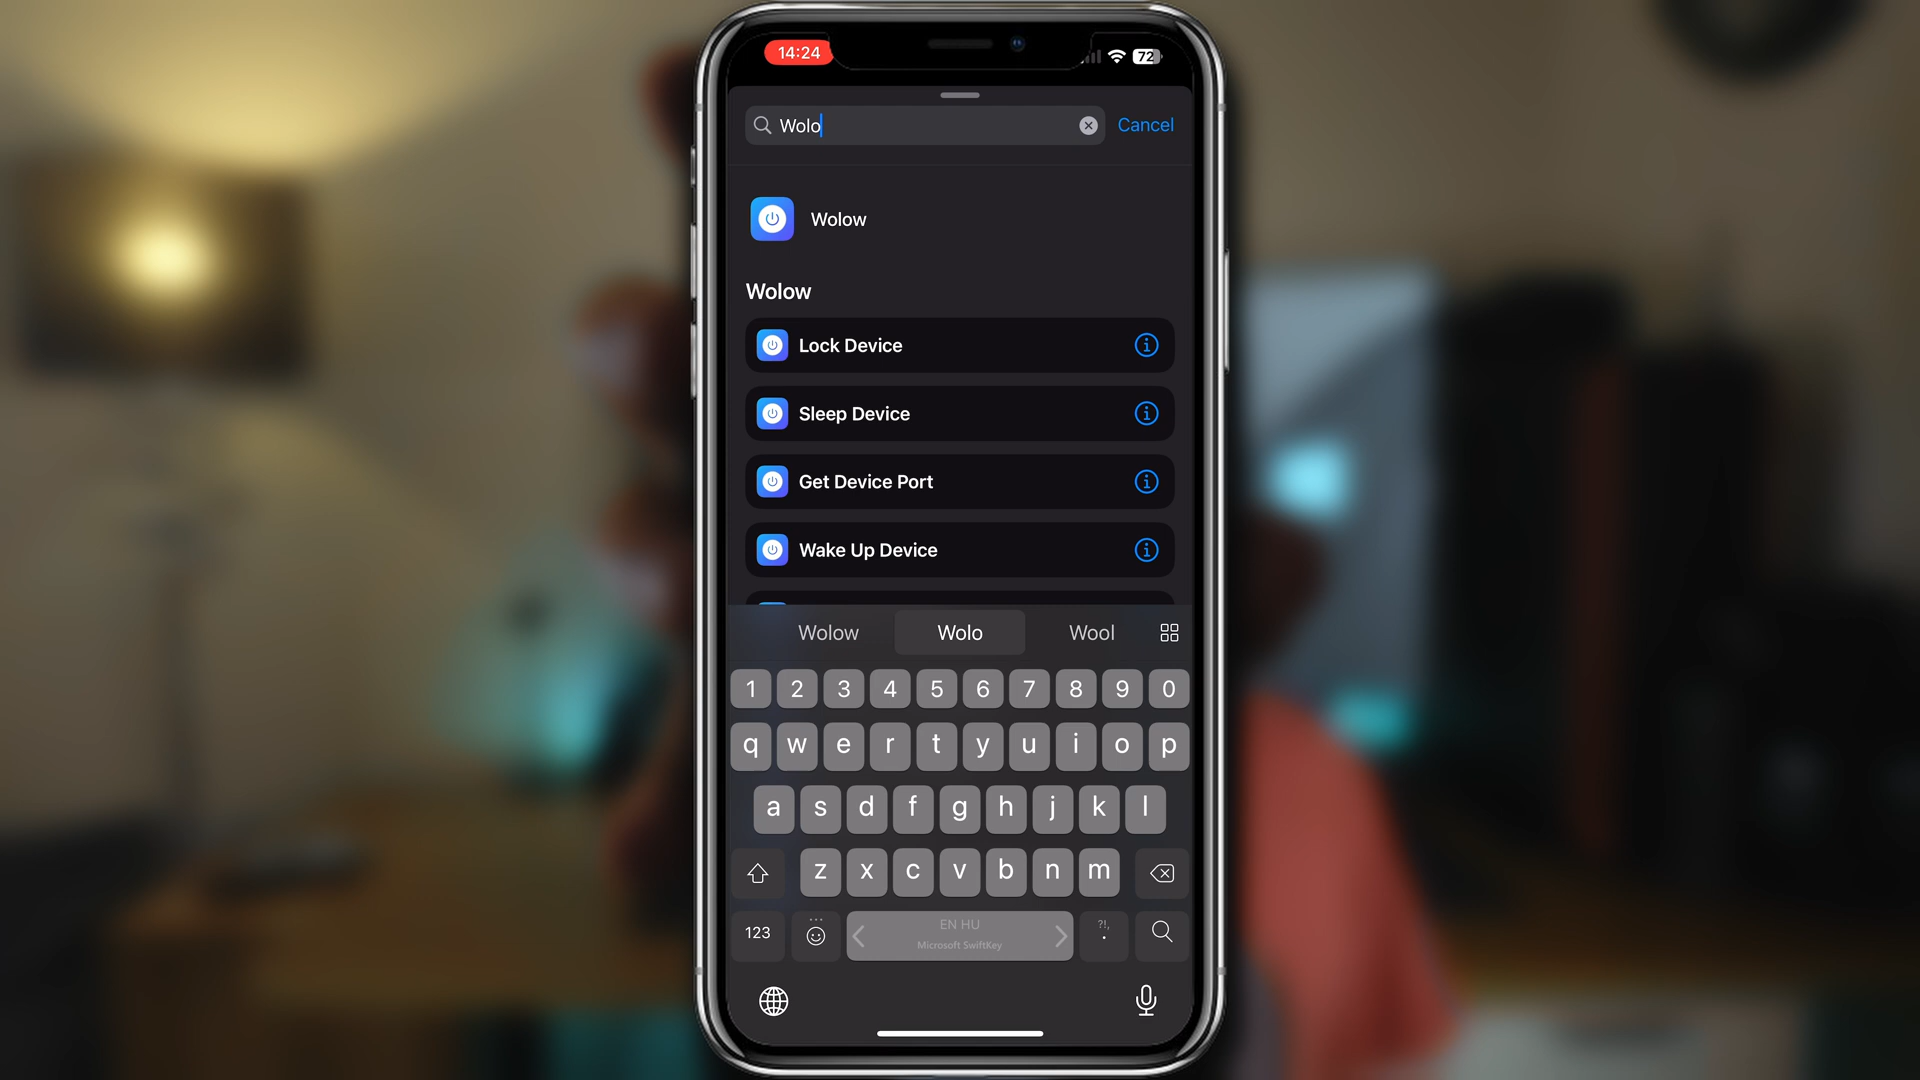 14:24
72
Wolo
Cancel
Wolow
Wolow
Lock Device
Sleep Device
Get Device Port
Wake Up Device
Wolow Wolo Wool
1 2 3 4 5 6 7 8 9 0
q w e r t y u i o p
a s d f g h j k l
z x c v b n m
123
EN HU
Microsoft SwiftKey
?!,
.